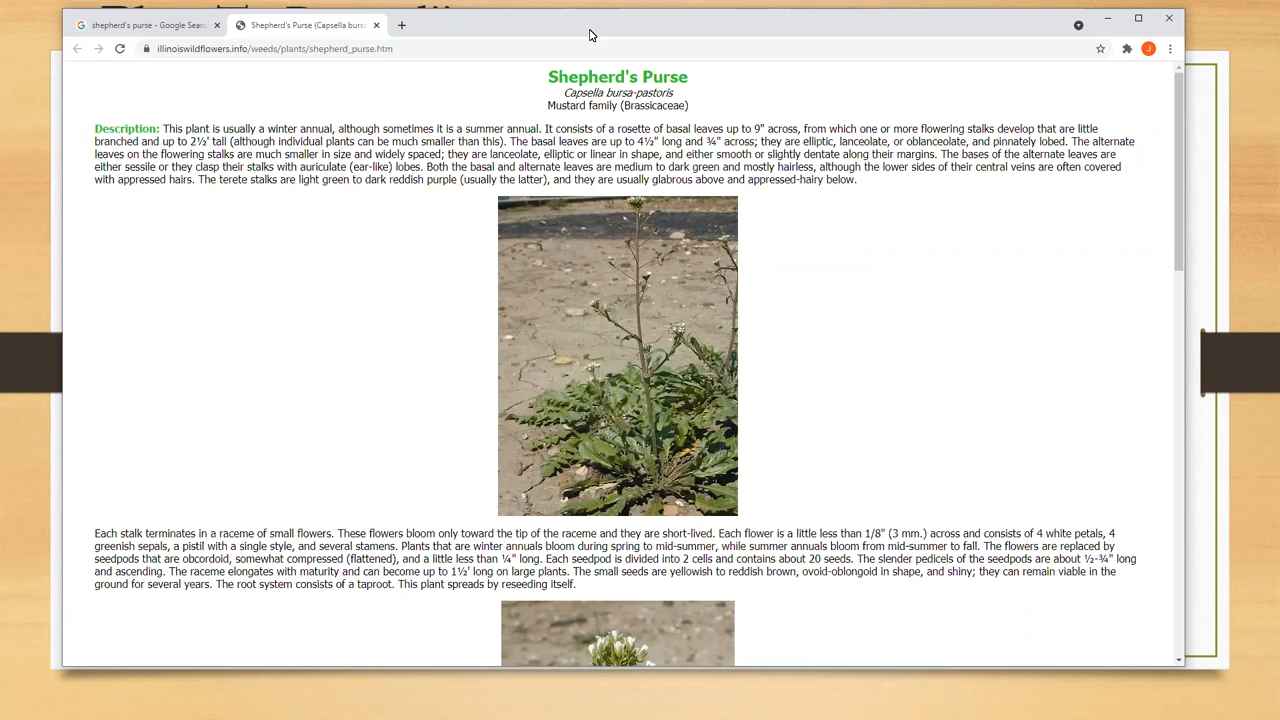 shepherd's purse - Google Sear
Shepherd's Purse (Capsella bursa
illinoiswildflowers.info/weeds/plants/shepherd_purse.htm
J
Shepherd's Purse
Capsella bursa-pastoris
Mustard family (Brassicaceae)
Description: This plant is usually a winter annual, although sometimes it is a summer annual. It consists of a rosette of basal leaves up to 9" across, from which one or more flowering stalks develop that are little
branched and up to 2½' tall (although individual plants can be much smaller than this). The basal leaves are up to 4½" long and ¾" across; they are elliptic, lanceolate, or oblanceolate, and pinnately lobed. The alternate
leaves on the flowering stalks are much smaller in size and widely spaced; they are lanceolate, elliptic or linear in shape, and either smooth or slightly dentate along their margins. The bases of the alternate leaves are
either sessile or they clasp their stalks with auriculate (ear-like) lobes. Both the basal and alternate leaves are medium to dark green and mostly hairless, although the lower sides of their central veins are often covered
with appressed hairs. The terete stalks are light green to dark reddish purple (usually the latter), and they are usually glabrous above and appressed-hairy below.
Each stalk terminates in a raceme of small flowers. These flowers bloom only toward the tip of the raceme and they are short-lived. Each flower is a little less than 1/8" (3 mm.) across and consists of 4 white petals, 4
greenish sepals, a pistil with a single style, and several stamens. Plants that are winter annuals bloom during spring to mid-summer, while summer annuals bloom from mid-summer to fall. The flowers are replaced by
seedpods that are obcordoid, somewhat compressed (flattened), and a little less than ¼" long. Each seedpod is divided into 2 cells and contains about 20 seeds. The slender pedicels of the seedpods are about ½-¾" long
and ascending. The raceme elongates with maturity and can become up to 1½' long on large plants. The small seeds are yellowish to reddish brown, ovoid-oblongoid in shape, and shiny; they can remain viable in the
ground for several years. The root system consists of a taproot. This plant spreads by reseeding itself.